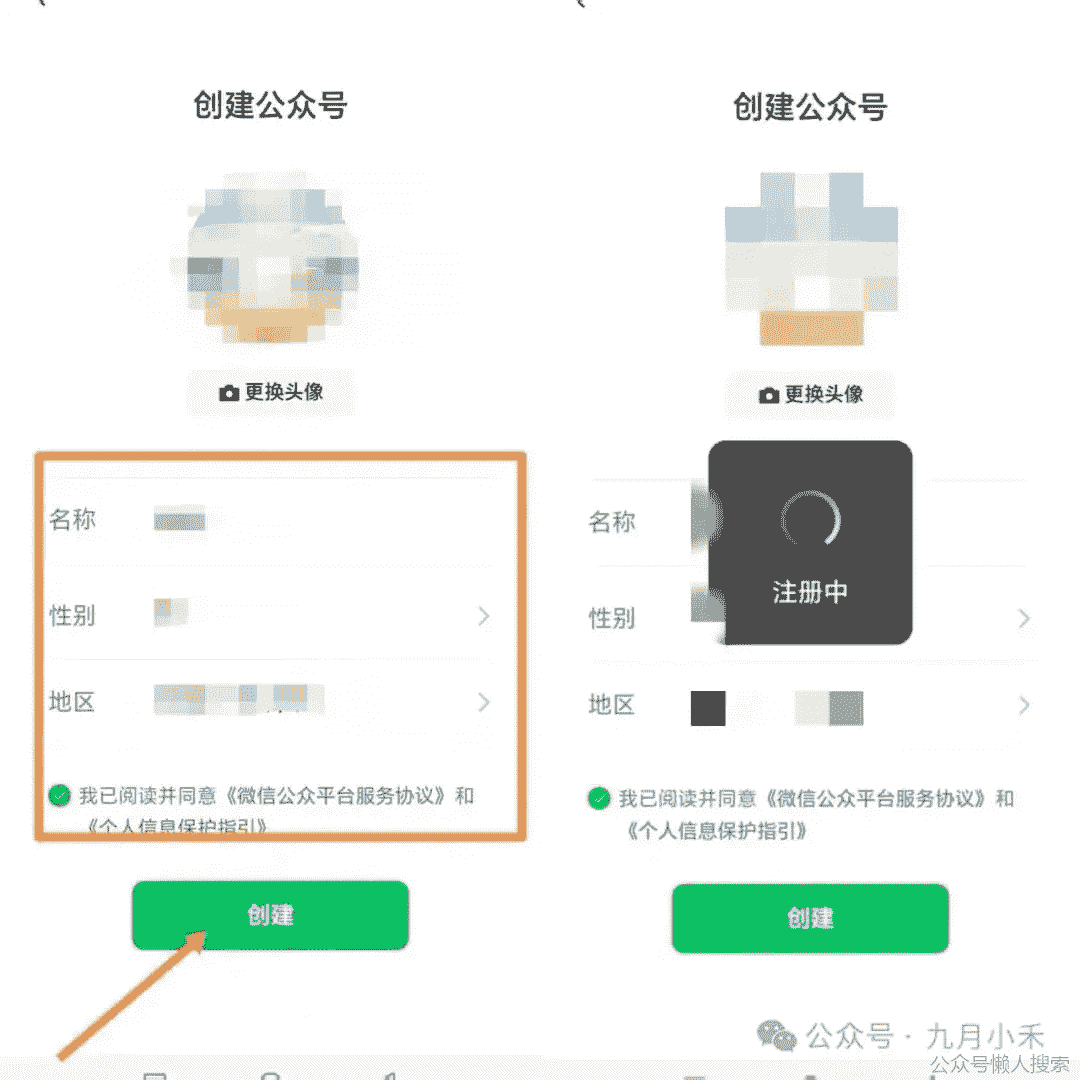 创建公众号
更换头像
名称
性别
地区
我已阅读并同意《微信公众平台服务协议》和
《个人信息保护指引》
创建
创建公众号
更换头像
名称
注册中
性别
地区
我已阅读并同意《微信公众平台服务协议》和
《个人信息保护指引》
创建
公众号 · 九月小禾
公众号懒人搜索